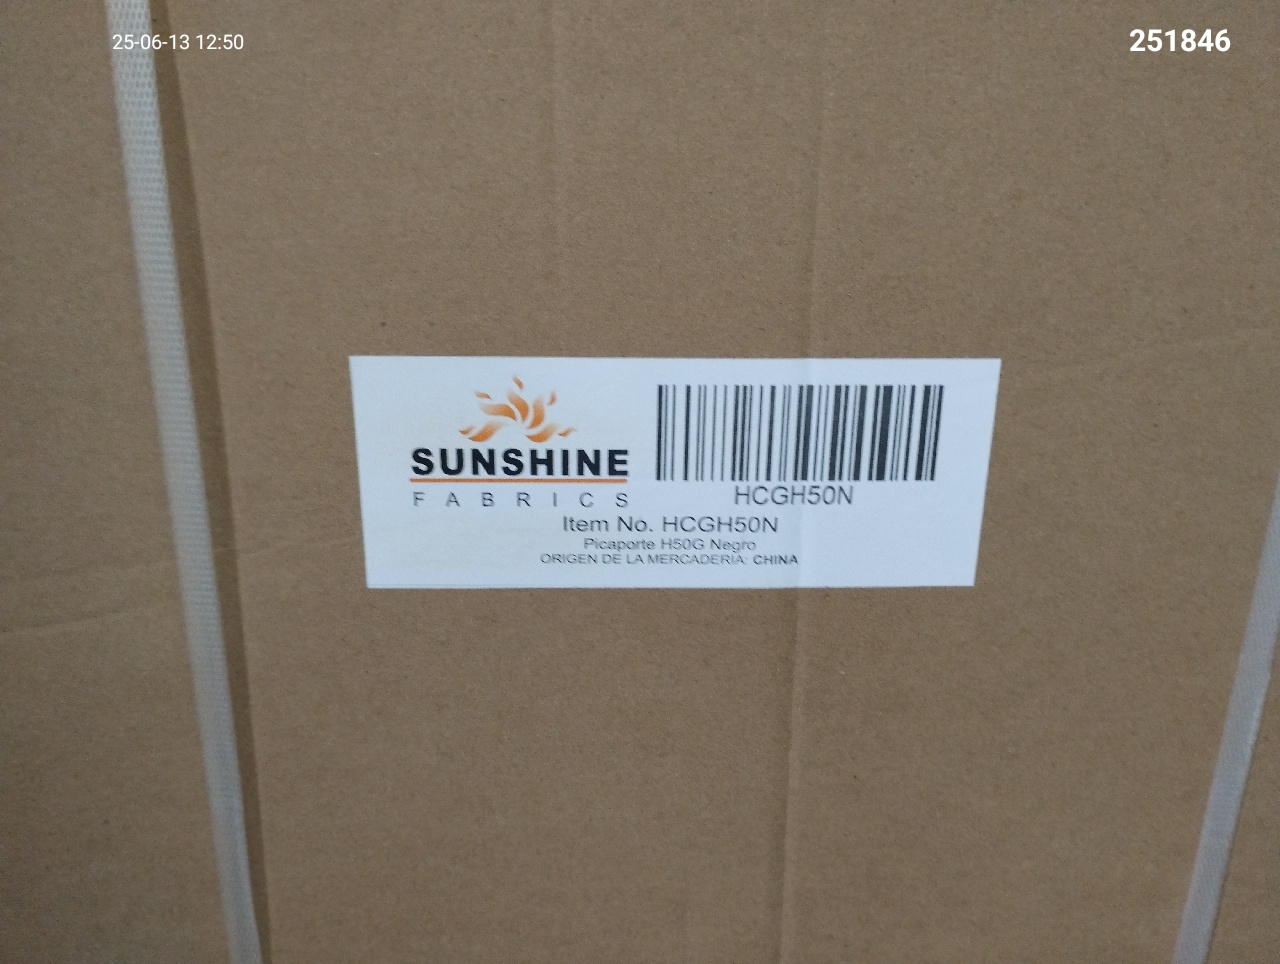 25-06-13 12:50
251846
SUNSHINE
FABRICS
HCGH50N
Item No. HCGH50N
Picaporte H50G Negro
ORIGEN DE LA MERCADERIA: CHINA